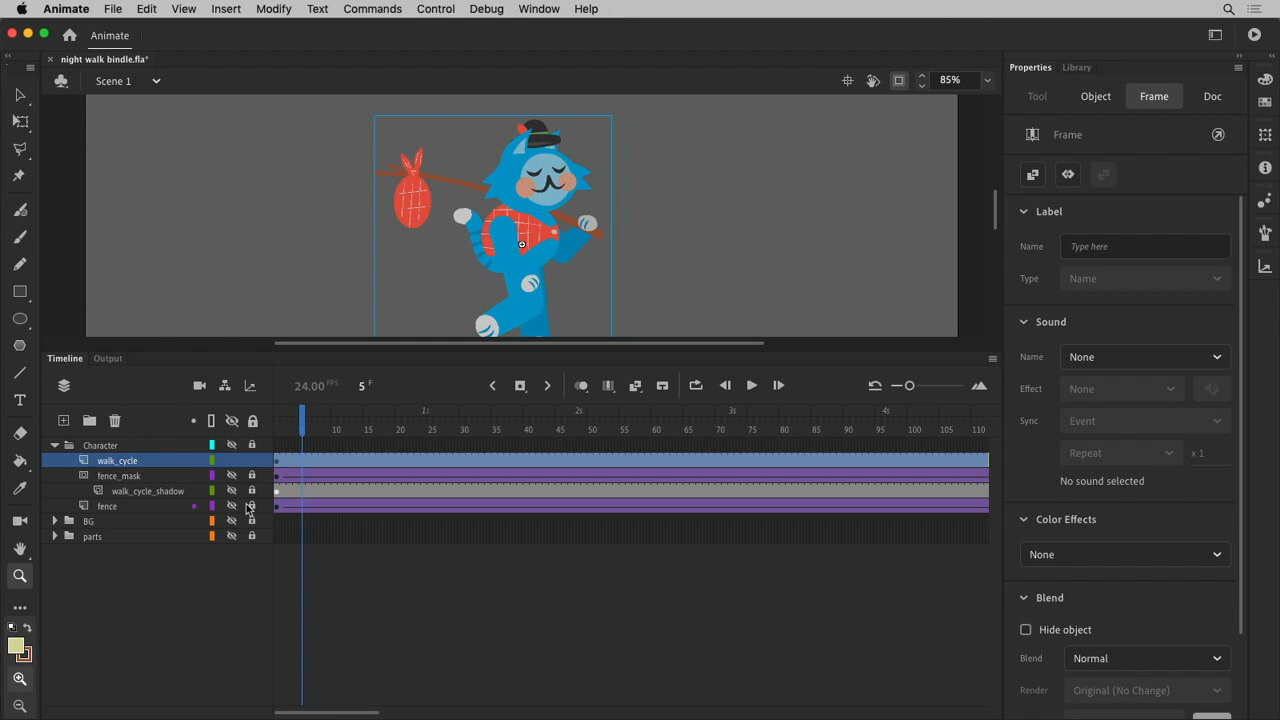 Animate File Edit View Insert Modify Text Commands Control Debug Window Help
Animate
night walk bindle.fla*
Scene 1
85%
Properties Library
Tool Object Frame Doc
Frame
Label
Name Type here
Type Name
Sound
Name None
Effect None
Sync Event
Repeat x 1
No sound selected
Color Effects
None
Blend
Hide object
Blend Normal
Render Original (No Change)
Timeline Output
24.00 FPS 5 F
1s 2s 3s 4s
10 15 20 25 30 35 40 45 50 55 60 65 70 75 80 85 90 95 100 105 110
Character
walk_cycle
fence_mask
walk_cycle_shadow
fence
BG
parts